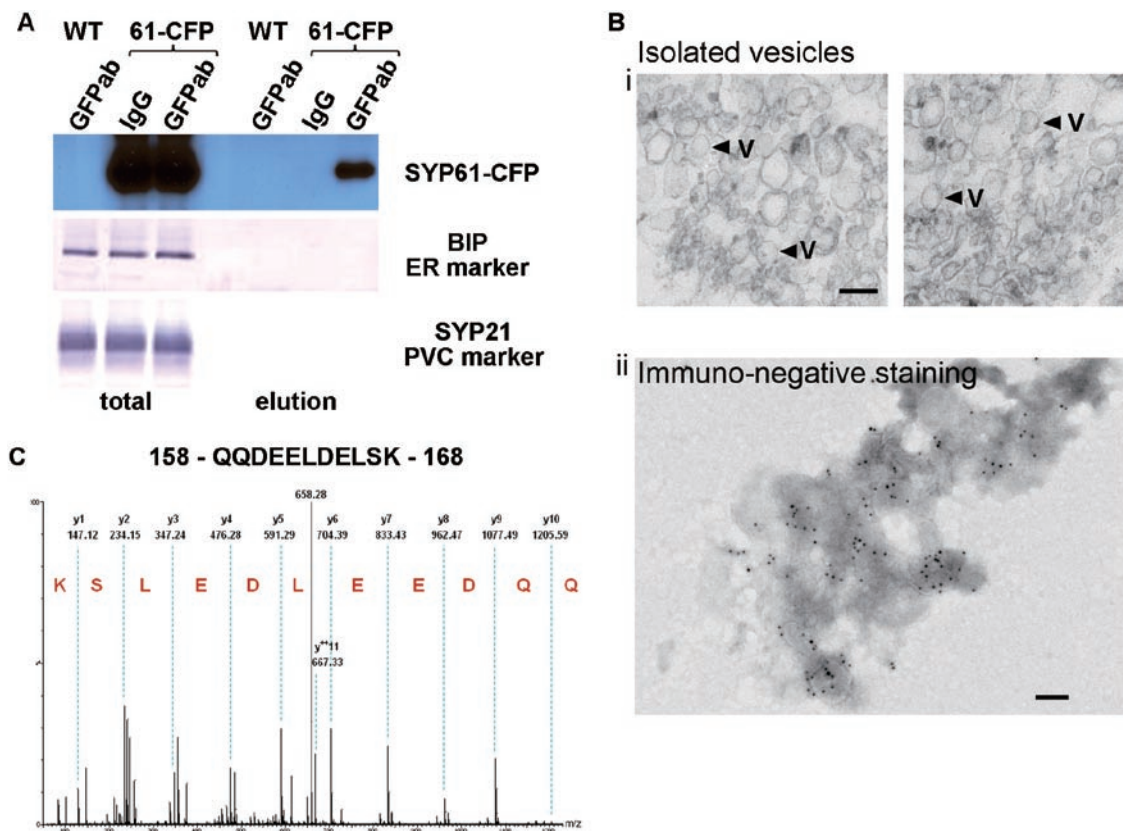 A
WT 61-CFP WT 61-CFP
GFPab IgG GFPab GFPab IgG GFPab
SYP61-CFP
BIP
ER marker
SYP21
PVC marker
total elution
B
Isolated vesicles
i
V
V
V
V
ii Immuno-negative staining
C
158 - QQDEELDELSK - 168
658.28
100
y1 y2 y3 y4 y5 y6 y7 y8 y9 y10
147.12 234.15 347.24 476.28 591.29 704.39 833.43 962.47 1077.49 1205.59
K S L E D L E E D Q Q
y++11
667.33
%
m/z